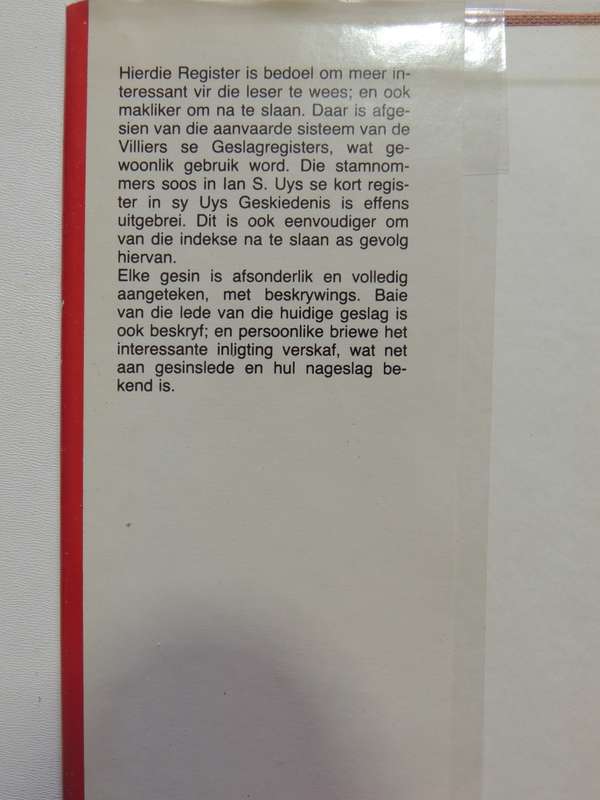 Hierdie Register is bedoel om meer in-
teressant vir die leser te wees; en ook
makliker om na te slaan. Daar is afge-
sien van die aanvaarde sisteem van de
Villiers se Geslagregisters, wat ge-
woonlik gebruik word. Die stamnom-
mers soos in Ian S. Uys se kort regis-
ter in sy Uys Geskiedenis is effens
uitgebrei. Dit is ook eenvoudiger om
van die indekse na te slaan as gevolg
hiervan.
Elke gesin is afsonderlik en volledig
aangeteken, met beskrywings. Baie
van die lede van die huidige geslag is
ook beskryf; en persoonlike briewe het
interessante inligting verskaf, wat net
aan gesinslede en hul nageslag be-
kend is.